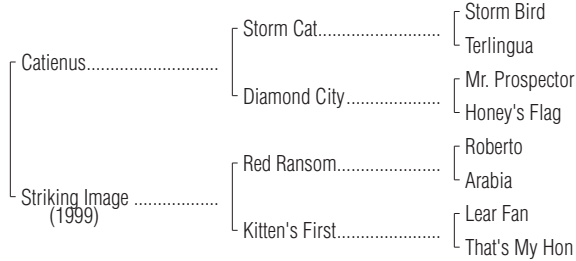 Storm Bird
Storm Cat
Terlingua
Catienus
Mr. Prospector
Diamond City
Honey's Flag
Roberto
Red Ransom
Arabia
Striking Image
(1999)
Lear Fan
Kitten's First
That's My Hon